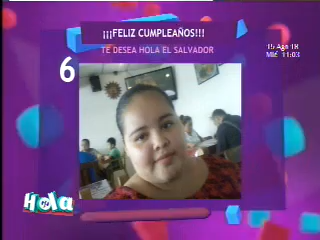 ¡¡¡FELIZ CUMPLEAÑOS!!!
TE DESEA HOLA EL SALVADOR
15 Ago 18
Mié 11:03
6
Hola